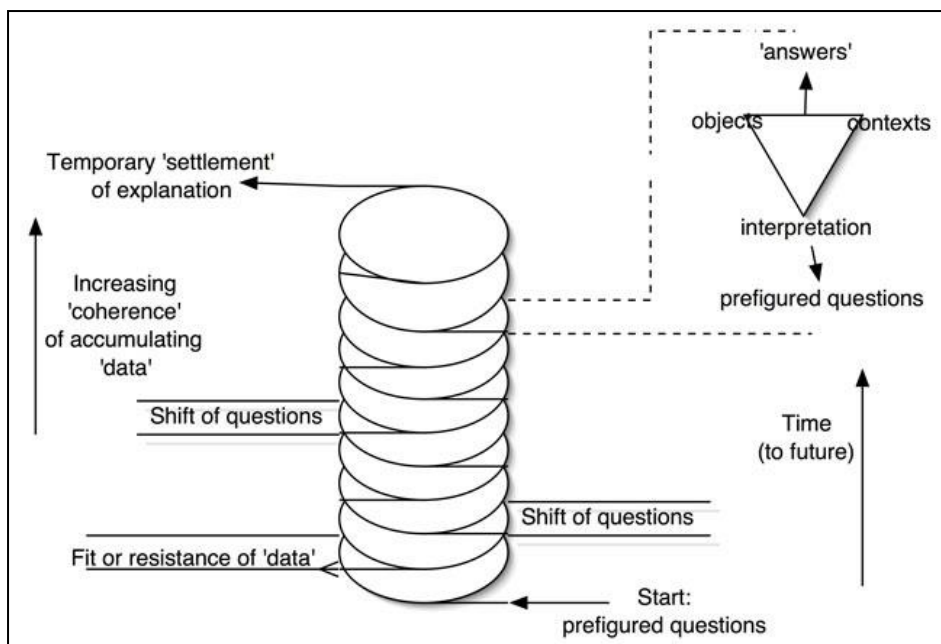 'answers'
objects
contexts
interpretation
prefigured questions
Temporary 'settlement'
of explanation
Increasing
'coherence'
of accumulating
'data'
Shift of questions
Time
(to future)
Shift of questions
Fit or resistance of 'data'
Start:
prefigured questions